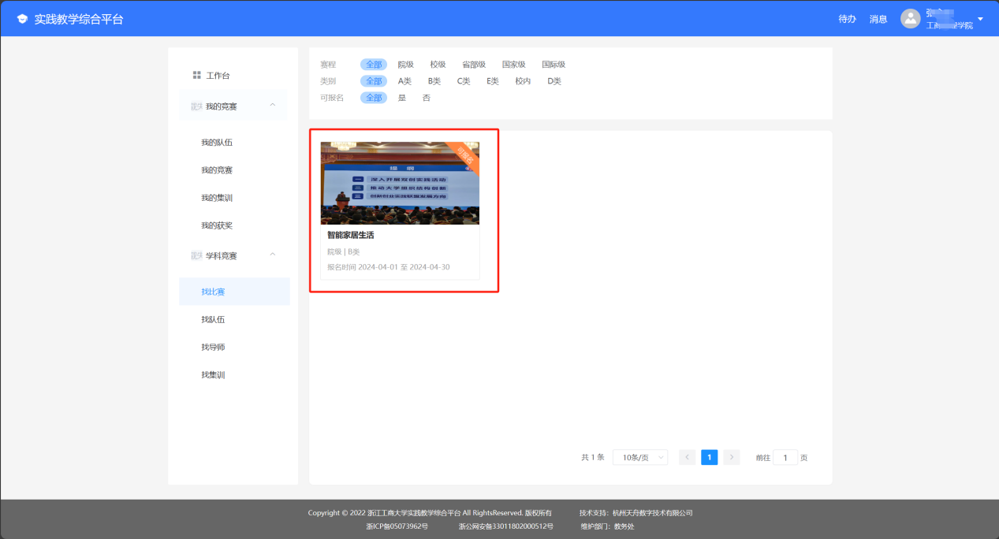 实践教学综合平台
待办 消息
张
工商 理学院
工作台
我的竞赛
我的队伍
我的竞赛
我的集训
我的获奖
学科竞赛
找比赛
找队伍
找导师
找集训
赛程 全部 院级 校级 省部级 国家级 国际级
类别 全部 A类 B类 C类 E类 校内 D类
可报名 全部 是 否
可报名
提 纲
一 深入开展双创实践活动
二 推动大学组织结构创新
三 创新创业实践联盟发展方向
智能家居生活
院级 | B类
报名时间 2024-04-01 至 2024-04-30
共 1 条 10条/页 1 前往 1 页
Copyright © 2022 浙江工商大学实践教学综合平台 All RightsReserved. 版权所有 技术支持：杭州天舟数字技术有限公司
浙ICP备05073962号 浙公网安备33011802000512号 维护部门：教务处